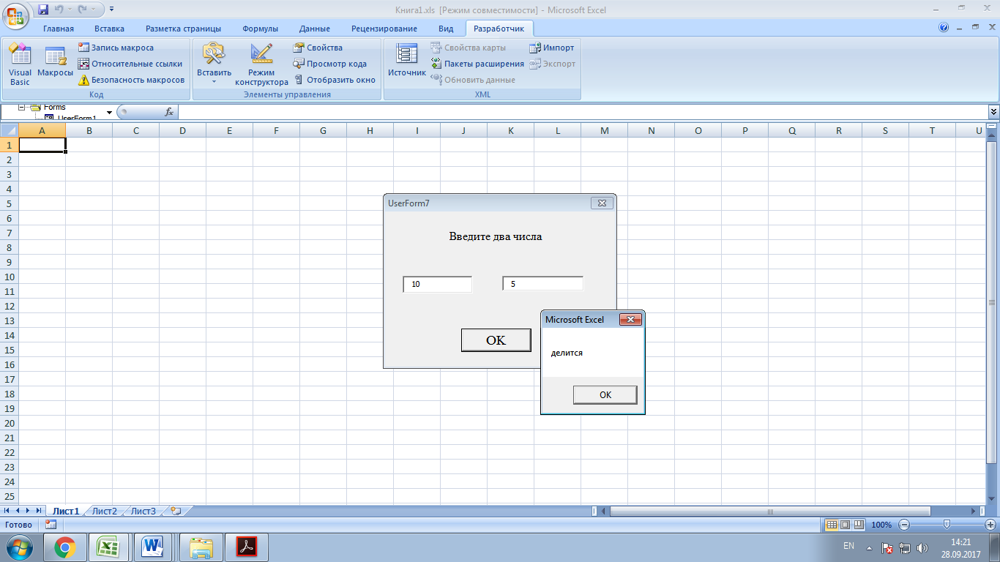 Книга1.xls [Режим совместимости] - Microsoft Excel
Главная Вставка Разметка страницы Формулы Данные Рецензирование Вид Разработчик
Visual Basic
Макросы
Запись макроса
Относительные ссылки
Безопасность макросов
Код
Вставить
Режим конструктора
Свойства
Просмотр кода
Отобразить окно
Элементы управления
Источник
Свойства карты
Пакеты расширения
Обновить данные
Импорт
Экспорт
XML
Forms
UserForm1
fx
A B C D E F G H I J K L M N O P Q R S T U
1
2
3
4
5
6
7
8
9
10
11
12
13
14
15
16
17
18
19
20
21
22
23
24
25
UserForm7
Введите два числа
10 5
OK
Microsoft Excel
делится
OK
Лист1 Лист2 Лист3
Готово
100%
EN
14:21
28.09.2017